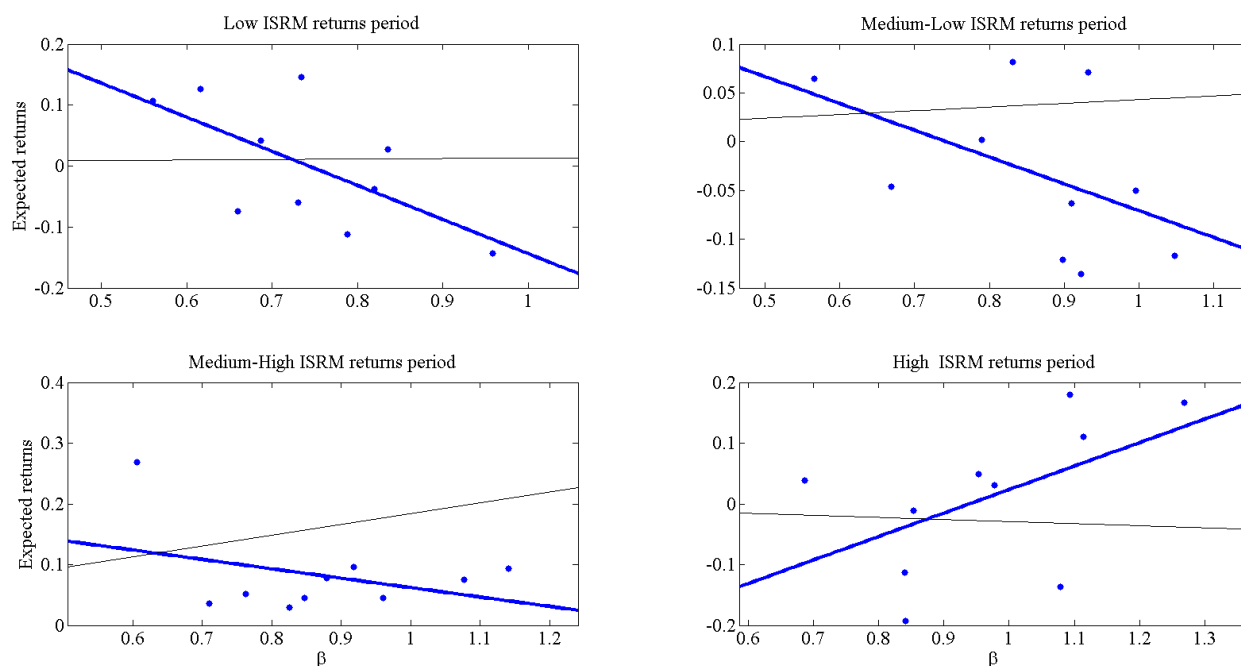 Low ISRM returns period
Expected returns
0.2
0.1
0
-0.1
-0.2
0.5 0.6 0.7 0.8 0.9 1
Medium-Low ISRM returns period
0.1
0.05
0
-0.05
-0.1
-0.15
0.5 0.6 0.7 0.8 0.9 1 1.1
Medium-High ISRM returns period
Expected returns
0.4
0.3
0.2
0.1
0
0.6 0.7 0.8 0.9 1 1.1 1.2
β
High ISRM returns period
0.2
0.1
0
-0.1
-0.2
0.6 0.7 0.8 0.9 1 1.1 1.2 1.3
β